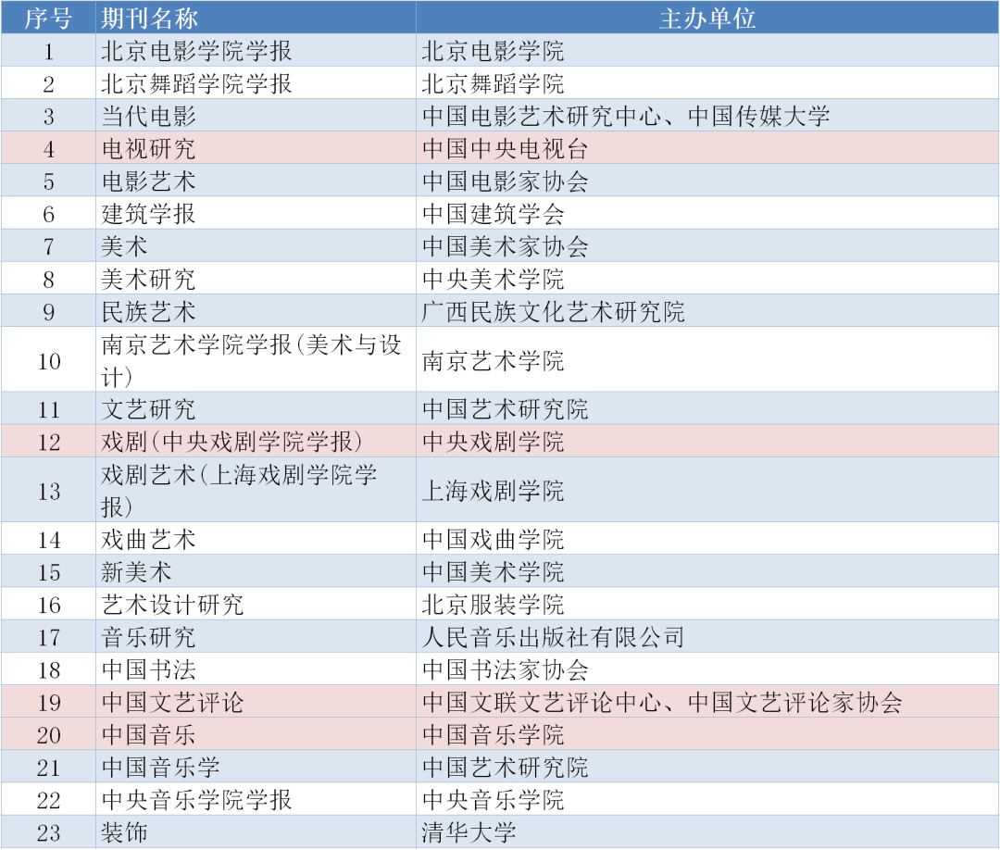 序号 期刊名称 主办单位
1 北京电影学院学报 北京电影学院
2 北京舞蹈学院学报 北京舞蹈学院
3 当代电影 中国电影艺术研究中心、中国传媒大学
4 电视研究 中国中央电视台
5 电影艺术 中国电影家协会
6 建筑学报 中国建筑学会
7 美术 中国美术家协会
8 美术研究 中央美术学院
9 民族艺术 广西民族文化艺术研究院
10 南京艺术学院学报(美术与设
计) 南京艺术学院
11 文艺研究 中国艺术研究院
12 戏剧(中央戏剧学院学报) 中央戏剧学院
13 戏剧艺术(上海戏剧学院学
报) 上海戏剧学院
14 戏曲艺术 中国戏曲学院
15 新美术 中国美术学院
16 艺术设计研究 北京服装学院
17 音乐研究 人民音乐出版社有限公司
18 中国书法 中国书法家协会
19 中国文艺评论 中国文联文艺评论中心、中国文艺评论家协会
20 中国音乐 中国音乐学院
21 中国音乐学 中国艺术研究院
22 中央音乐学院学报 中央音乐学院
23 装饰 清华大学